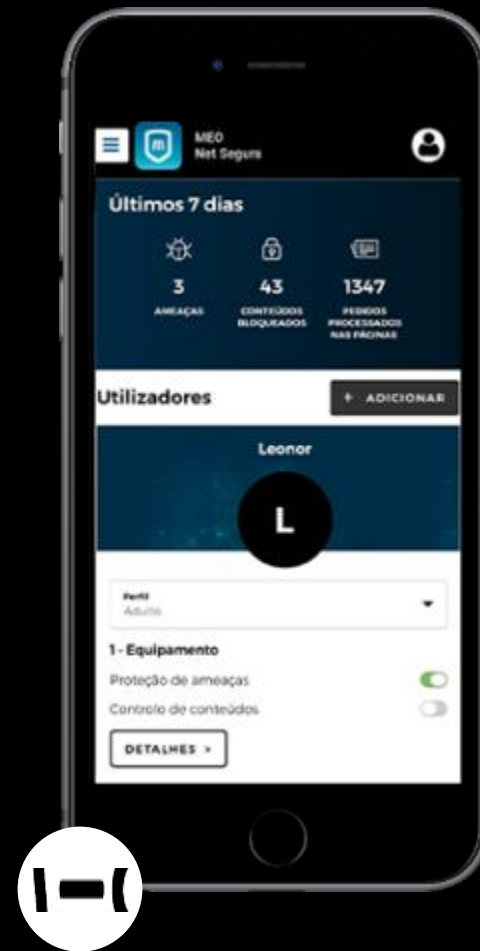 m
MEO
Net Segura
Últimos 7 dias
3
43
1347
AMEAÇAS
CONTEÚDOS
BLOQUEADOS
PEDIDOS
PROCESSADOS
NAS PÁGINAS
Utilizadores
+ ADICIONAR
Leonor
L
Perfil
Adulto
1 - Equipamento
Proteção de ameaças
Controlo de conteúdos
DETALHES >